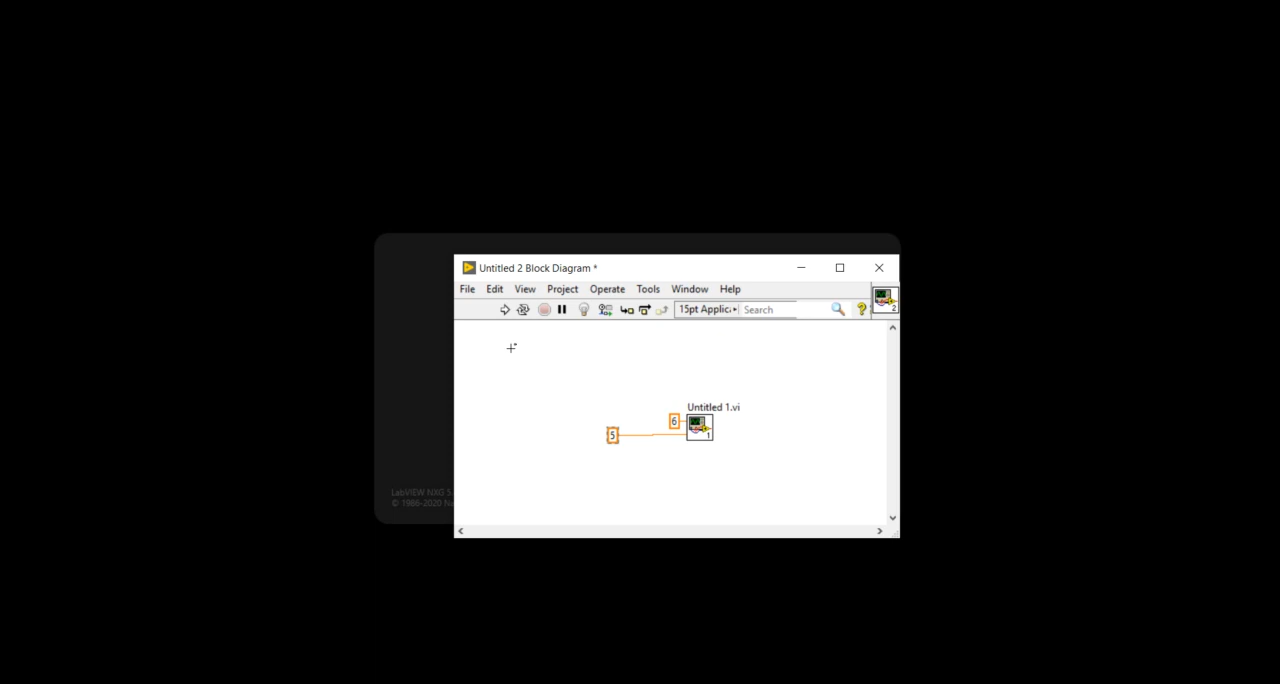 Untitled 2 Block Diagram *
File Edit View Project Operate Tools Window Help
15pt Applic Search ?
2
Untitled 1.vi
6
5
1
LabVIEW NXG 5
© 1986-2020